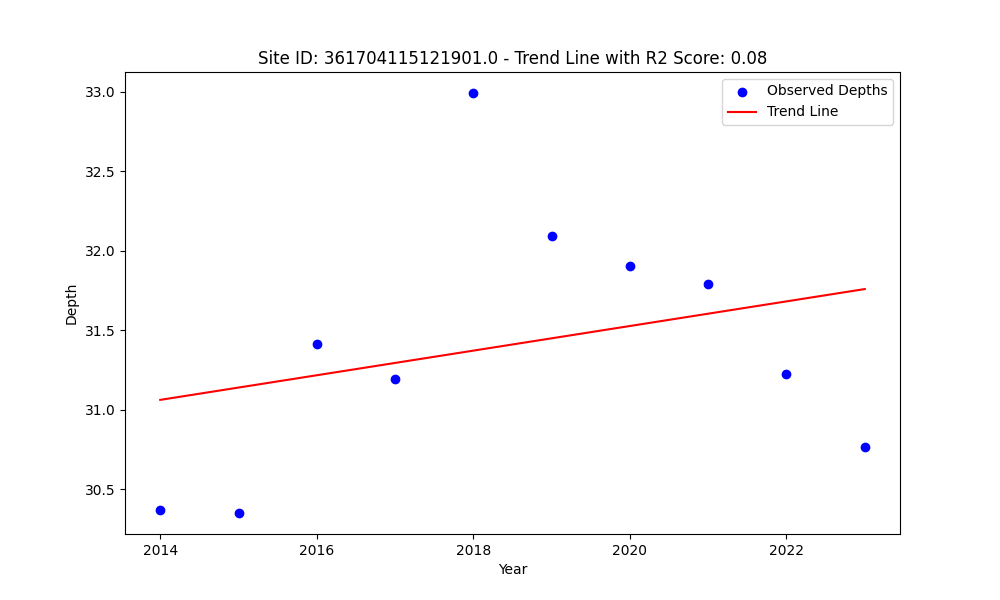 Site ID: 361704115121901.0 - Trend Line with R2 Score: 0.08
Observed Depths
Trend Line
33.0
32.5
32.0
31.5
31.0
30.5
Depth
2014
2016
2018
2020
2022
Year